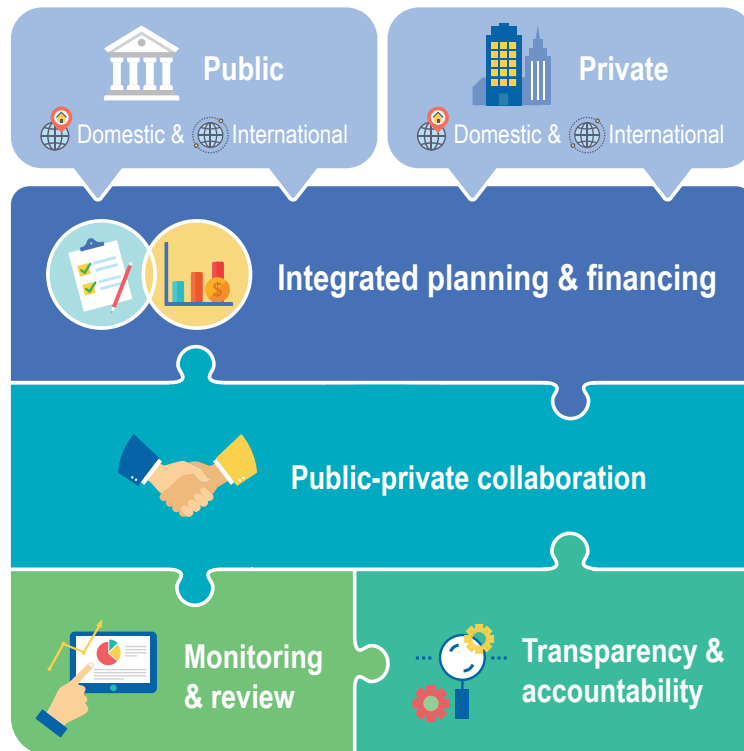 Public
Domestic & International
Private
Domestic & International
Integrated planning & financing
$
Public-private collaboration
Monitoring
& review
Transparency &
accountability